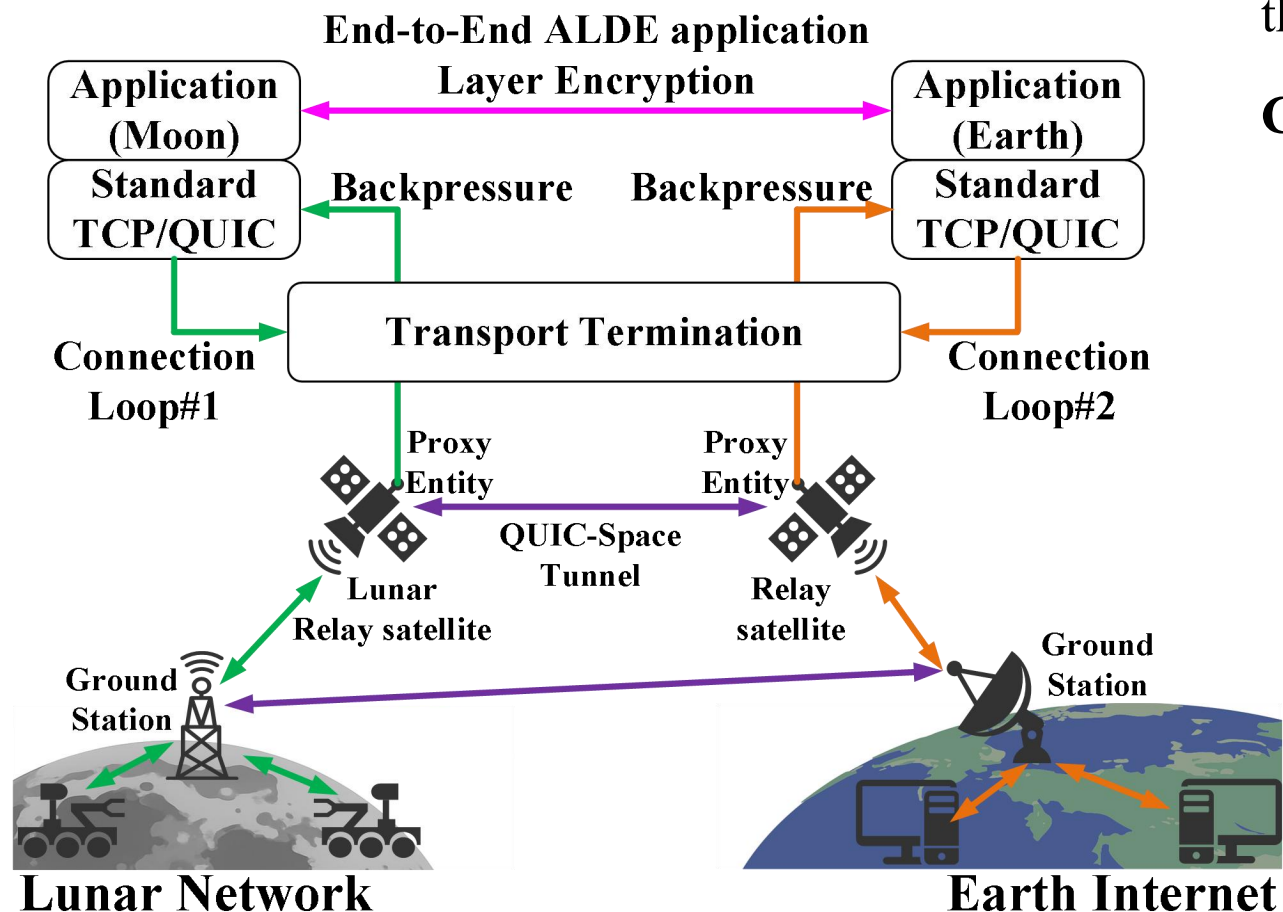 End-to-End ALDE application
Layer Encryption
th
Application
(Moon)
Application
(Earth)
Standard
TCP/QUIC
Backpressure
Backpressure
Standard
TCP/QUIC
Transport Termination
Connection
Loop#1
Connection
Loop#2
Proxy
Entity
Proxy
Entity
QUIC-Space
Tunnel
Lunar
Relay satellite
Relay
satellite
Ground
Station
Ground
Station
Lunar Network
Earth Internet